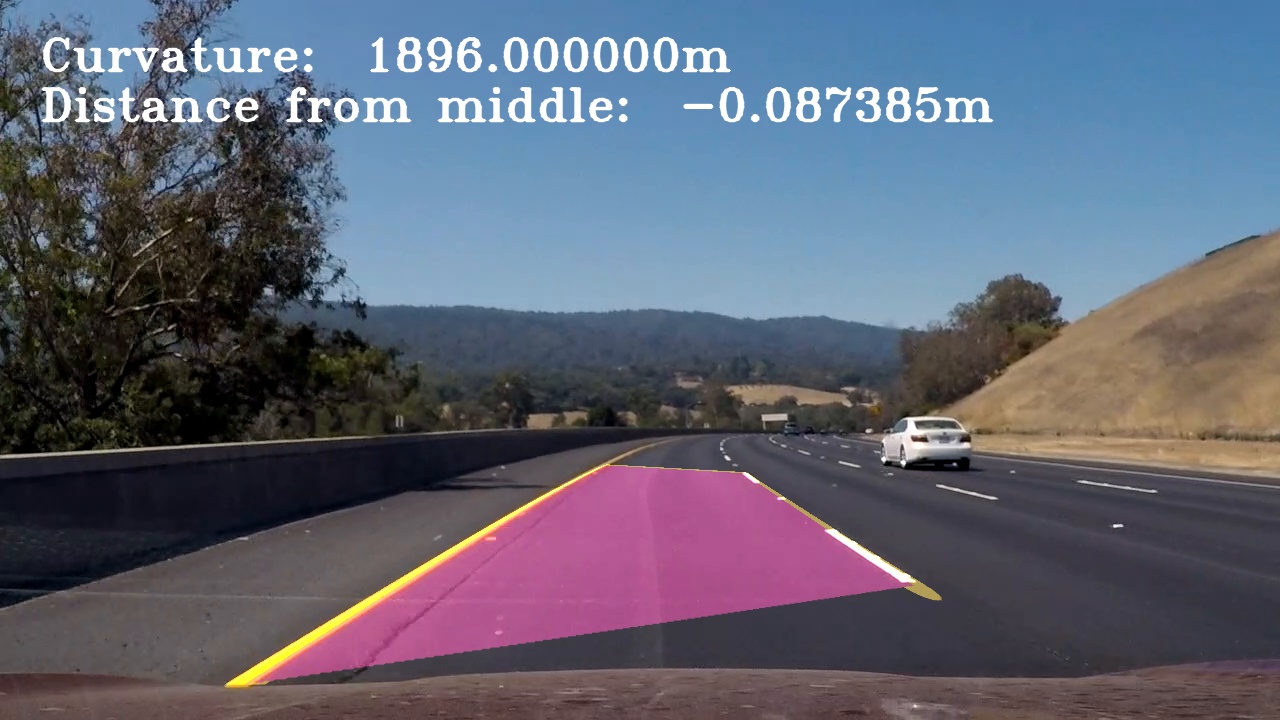 Curvature: 1896.000000m
Distance from middle: −0.087385m